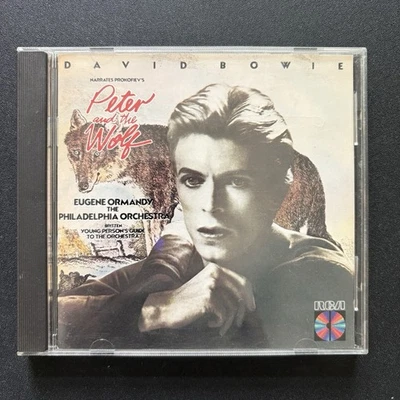 DAVID BOWIE
NARRATES PROKOFIEV'S
Peter
and the
Wolf
EUGENE ORMANDY
THE
PHILADELPHIA ORCHESTRA
BRITTEN
YOUNG PERSON'S GUIDE
TO THE ORCHESTRA
RCA